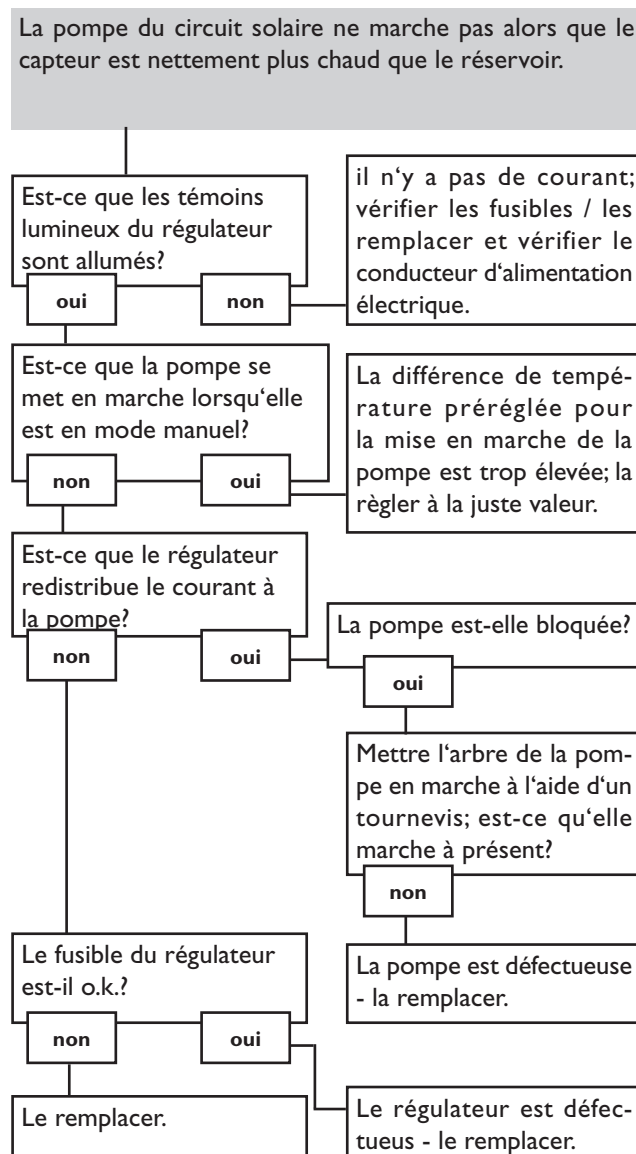 La pompe du circuit solaire ne marche pas alors que le
capteur est nettement plus chaud que le réservoir.
Est-ce que les témoins
lumineux du régulateur
sont allumés?
oui
non
il n‘y a pas de courant;
vérifier les fusibles / les
remplacer et vérifier le
conducteur d‘alimentation
électrique.
Est-ce que la pompe se
met en marche lorsqu‘elle
est en mode manuel?
non
oui
La différence de tempé-
rature préréglée pour
la mise en marche de la
pompe est trop élevée; la
règler à la juste valeur.
Est-ce que le régulateur
redistribue le courant à
la pompe?
non
oui
La pompe est-elle bloquée?
oui
Mettre l‘arbre de la pom-
pe en marche à l‘aide d‘un
tournevis; est-ce qu‘elle
marche à présent?
non
La pompe est défectueuse
- la remplacer.
Le fusible du régulateur
est-il o.k.?
non
oui
Le remplacer.
Le régulateur est défec-
tueus - le remplacer.